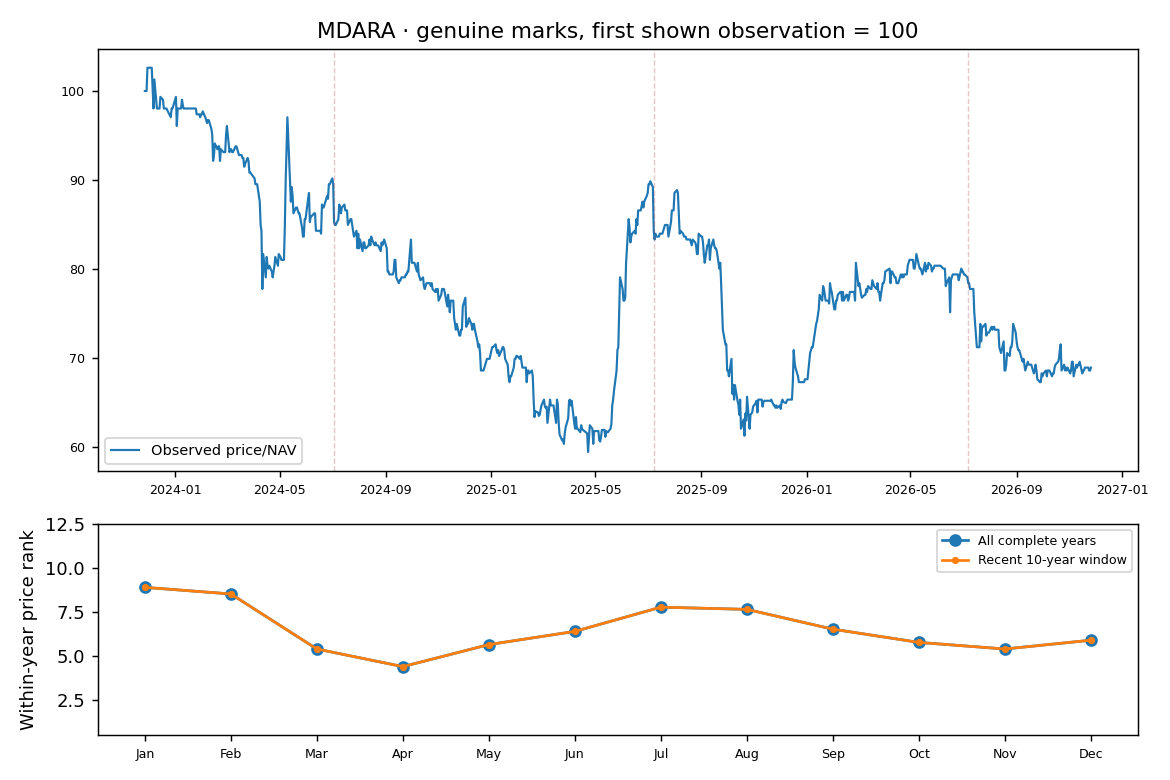 MDARA · genuine marks, first shown observation = 100
100
90
80
70
60
Observed price/NAV
2024-01 2024-05 2024-09 2025-01 2025-05 2025-09 2026-01 2026-05 2026-09 2027-01
Within-year price rank
12.5
10.0
7.5
5.0
2.5
All complete years
Recent 10-year window
Jan Feb Mar Apr May Jun Jul Aug Sep Oct Nov Dec